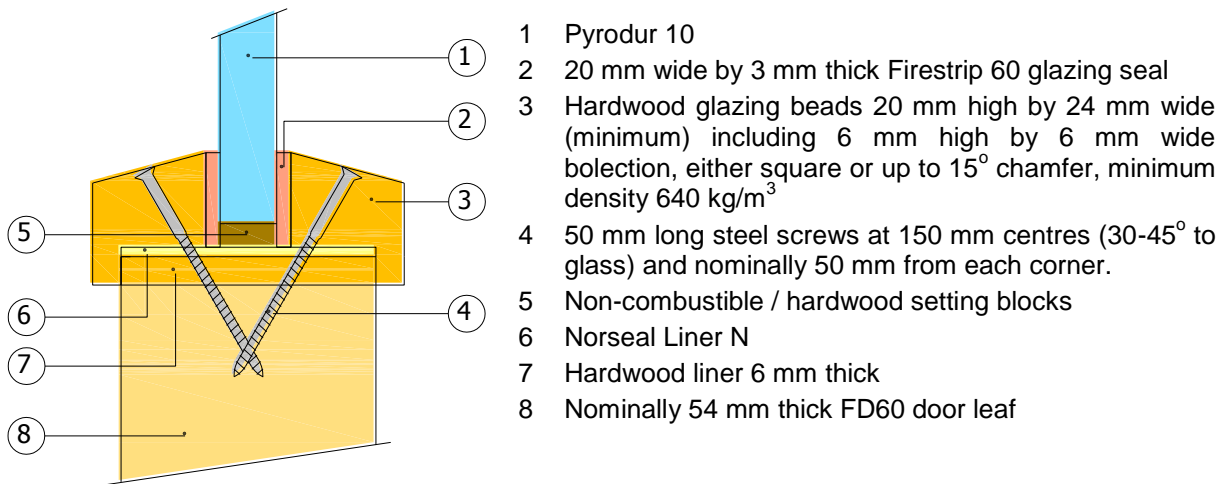 1
2
3
5
4
6
7
8
1 Pyrodur 10
2 20 mm wide by 3 mm thick Firestrip 60 glazing seal
3 Hardwood glazing beads 20 mm high by 24 mm wide
(minimum) including 6 mm high by 6 mm wide
bolection, either square or up to 15° chamfer, minimum
density 640 kg/m³
4 50 mm long steel screws at 150 mm centres (30-45° to
glass) and nominally 50 mm from each corner.
5 Non-combustible / hardwood setting blocks
6 Norseal Liner N
7 Hardwood liner 6 mm thick
8 Nominally 54 mm thick FD60 door leaf